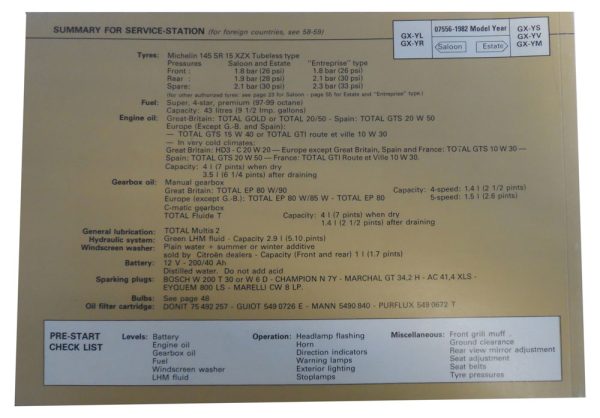 SUMMARY FOR SERVICE-STATION (for foreign countries, see 58-59)
GX-YL
GX-YR
07556-1982 Model Year
Saloon Estate
GX-YS
GX-YV
GX-YM
Tyres: Michelin 145 SR 15 XZX Tubeless type
Pressures Saloon and Estate "Entreprise" type
Front : 1.8 bar (26 psi) 1.8 bar (26 psi)
Rear : 1.9 bar (28 psi) 2.1 bar (30 psi)
Spare: 2.1 bar (30 psi) 2.3 bar (33 psi)
(for other authorized tyres: see page 23 for Saloon - page 55 for Estate and "Entreprise" type.)
Fuel: Super, 4-star, premium (97-99 octane)
Capacity: 43 litres (9 1/2 Imp. gallons)
Engine oil: Great-Britain: TOTAL GOLD or TOTAL 20/50 - Spain: TOTAL GTS 20 W 50
Europe (Except G.-B. and Spain):
— TOTAL GTS 15 W 40 or TOTAL GTI route et ville 10 W 30
— In very cold climates:
Great Britain: HD3 - C 20 W 20 — Europe except Great Britain, Spain and France: TOTAL GTS 10 W 30 —
Spain: TOTAL GTS 20 W 50 — France: TOTAL GTI Route et Ville 10 W 30.
Capacity: 4 l (7 pints) when dry
3.5 l (6 1/4 pints) after draining
Gearbox oil: Manual gearbox
Great Britain: TOTAL EP 80 W/90 Capacity: 4-speed: 1.4 l (2 1/2 pints)
Europe (except G.-B.): TOTAL EP 80 W/85 W - TOTAL EP 80 5-speed: 1.5 l (2.6 pints)
C-matic gearbox
TOTAL Fluide T Capacity: 4 l (7 pints) when dry
1.4 l (2 1/2 pints) after draining
General lubrication: TOTAL Multis 2
Hydraulic system: Green LHM fluid - Capacity 2.9 l (5.10 pints)
Windscreen washer: Plain water + summer or winter additive
sold by Citroën dealers - Capacity (Front and rear) 1 l (1.7 pints)
Battery: 12 V - 200/40 Ah
Distilled water. Do not add acid
Sparking plugs: BOSCH W 200 T 30 or W 6 D - CHAMPION N 7Y - MARCHAL GT 34.2 H - AC 41,4 XLS -
EYQUEM 800 LS - MARELLI CW 8 LP.
Bulbs: See page 48
Oil filter cartridge: DONIT 75 492 257 - GUIOT 549 0726 E - MANN 5490 840 - PURFLUX 549 0672 T
PRE-START
CHECK LIST
Levels: Battery
Engine oil
Gearbox oil
Fuel
Windscreen washer
LHM fluid
Operation: Headlamp flashing
Horn
Direction indicators
Warning lamps
Exterior lighting
Stoplamps
Miscellaneous: Front grill muff
Ground clearance
Rear view mirror adjustment
Seat adjustment
Seat belts
Tyre pressures